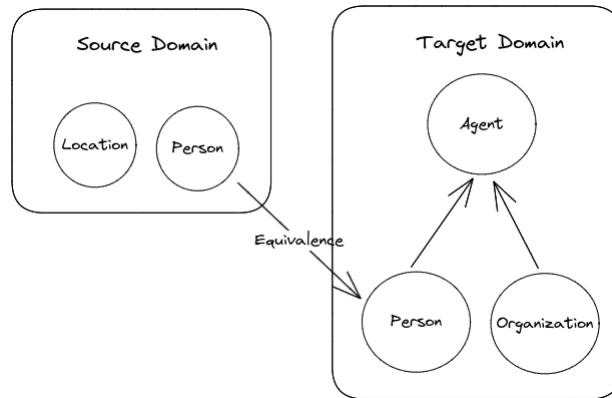 Source Domain
Target Domain
Agent
Location
Person
Equivalence
Person
Organization